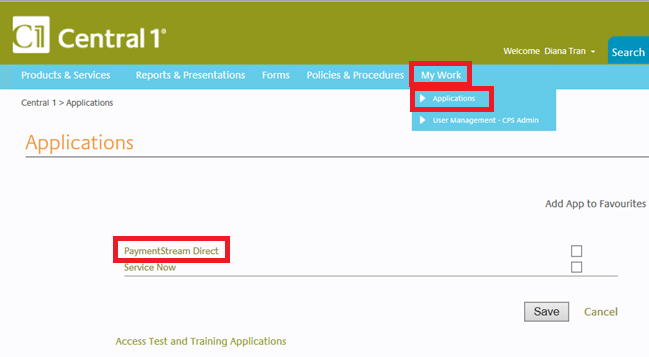 C1 Central 1®
Welcome Diana Tran
Search
Products & Services Reports & Presentations Forms Policies & Procedures My Work
Applications
User Management - CPS Admin
Central 1 > Applications
Applications
Add App to Favourites
PaymentStream Direct
Service Now
Save Cancel
Access Test and Training Applications